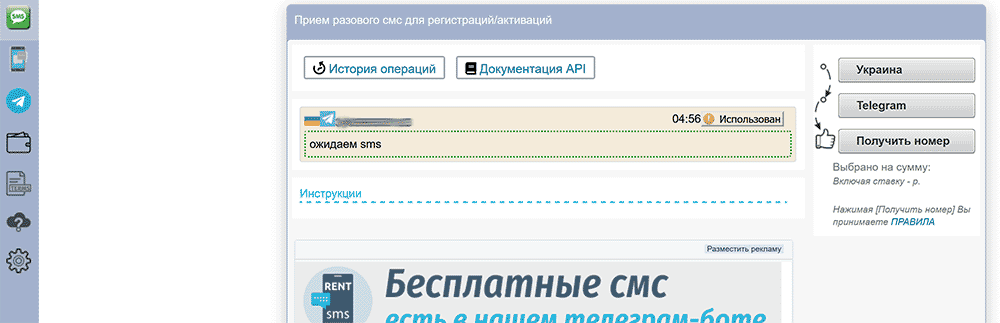 SMS
Прием разового смс для регистраций/активаций
История операций
Документация API
04:56
Использован
ожидаем sms
Инструкции
Украина
Telegram
Получить номер
Выбрано на сумму:
Включая ставку - р.
Нажимая [Получить номер] Вы
принимаете ПРАВИЛА
TERMS
Разместить рекламу
RENT
sms
Бесплатные смс
есть в нашем телеграм-боте